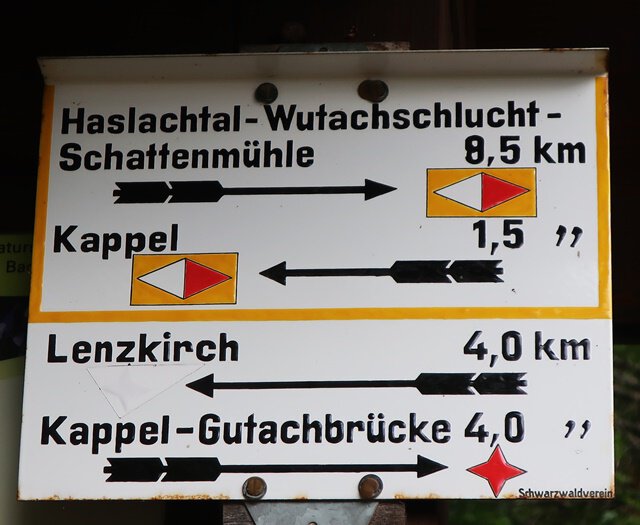 Haslachtal-Wutachschlucht-
Schattenmühle 8,5 km
Kappel 1,5 ”
Lenzkirch 4,0 km
Kappel-Gutachbrücke 4,0 ”
Schwarzwaldverein